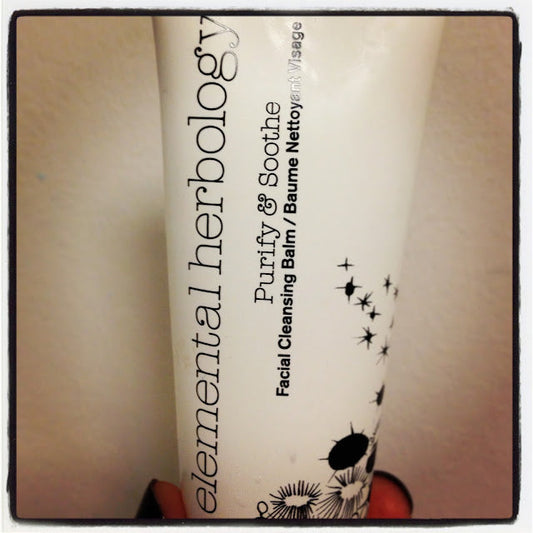 elemental herbology
Purify & Soothe
Facial Cleansing Balm / Baume Nettoyant Visage